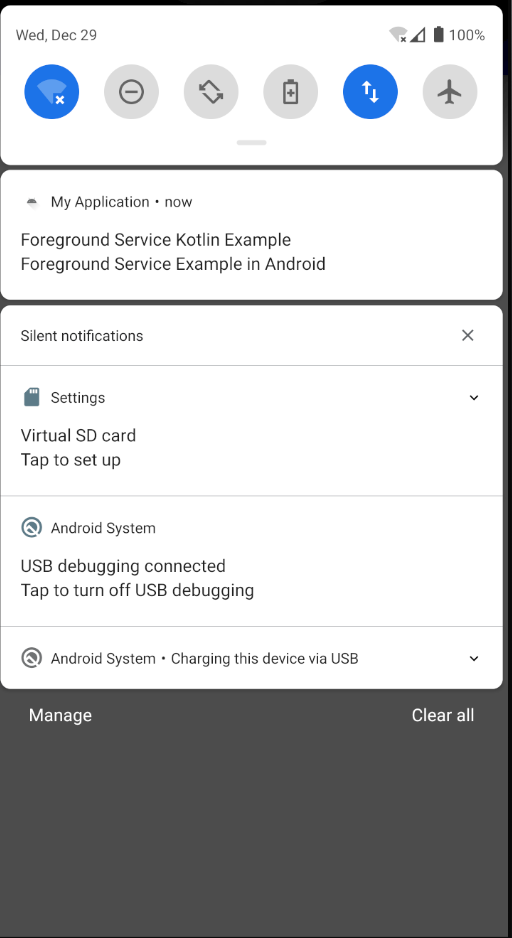 Wed, Dec 29
100%
My Application • now
Foreground Service Kotlin Example
Foreground Service Example in Android
Silent notifications
Settings
Virtual SD card
Tap to set up
Android System
USB debugging connected
Tap to turn off USB debugging
Android System • Charging this device via USB
Manage
Clear all